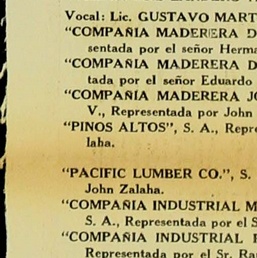 Vocal: Lic. GUSTAVO MART
"COMPAÑIA MADERERA D
sentada por el señor Herma
"COMPAÑIA MADERERA D
tada por el señor Eduardo
"COMPAÑIA MADERERA JO
V., Representada por John
"PINOS ALTOS", S. A., Repre
laha.
"PACIFIC LUMBER CO.", S.
John Zalaha.
"COMPAÑIA INDUSTRIAL M
S. A., Representada por el S
"COMPAÑIA INDUSTRIAL
Representada por el Sr. Ra